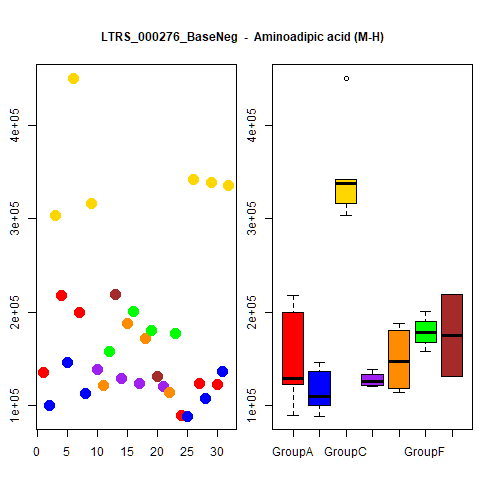 LTRS_000276_BaseNeg - Aminoadipic acid (M-H)
1e+05 2e+05 3e+05 4e+05
0 5 10 15 20 25 30
1e+05 2e+05 3e+05 4e+05
GroupA GroupC GroupF